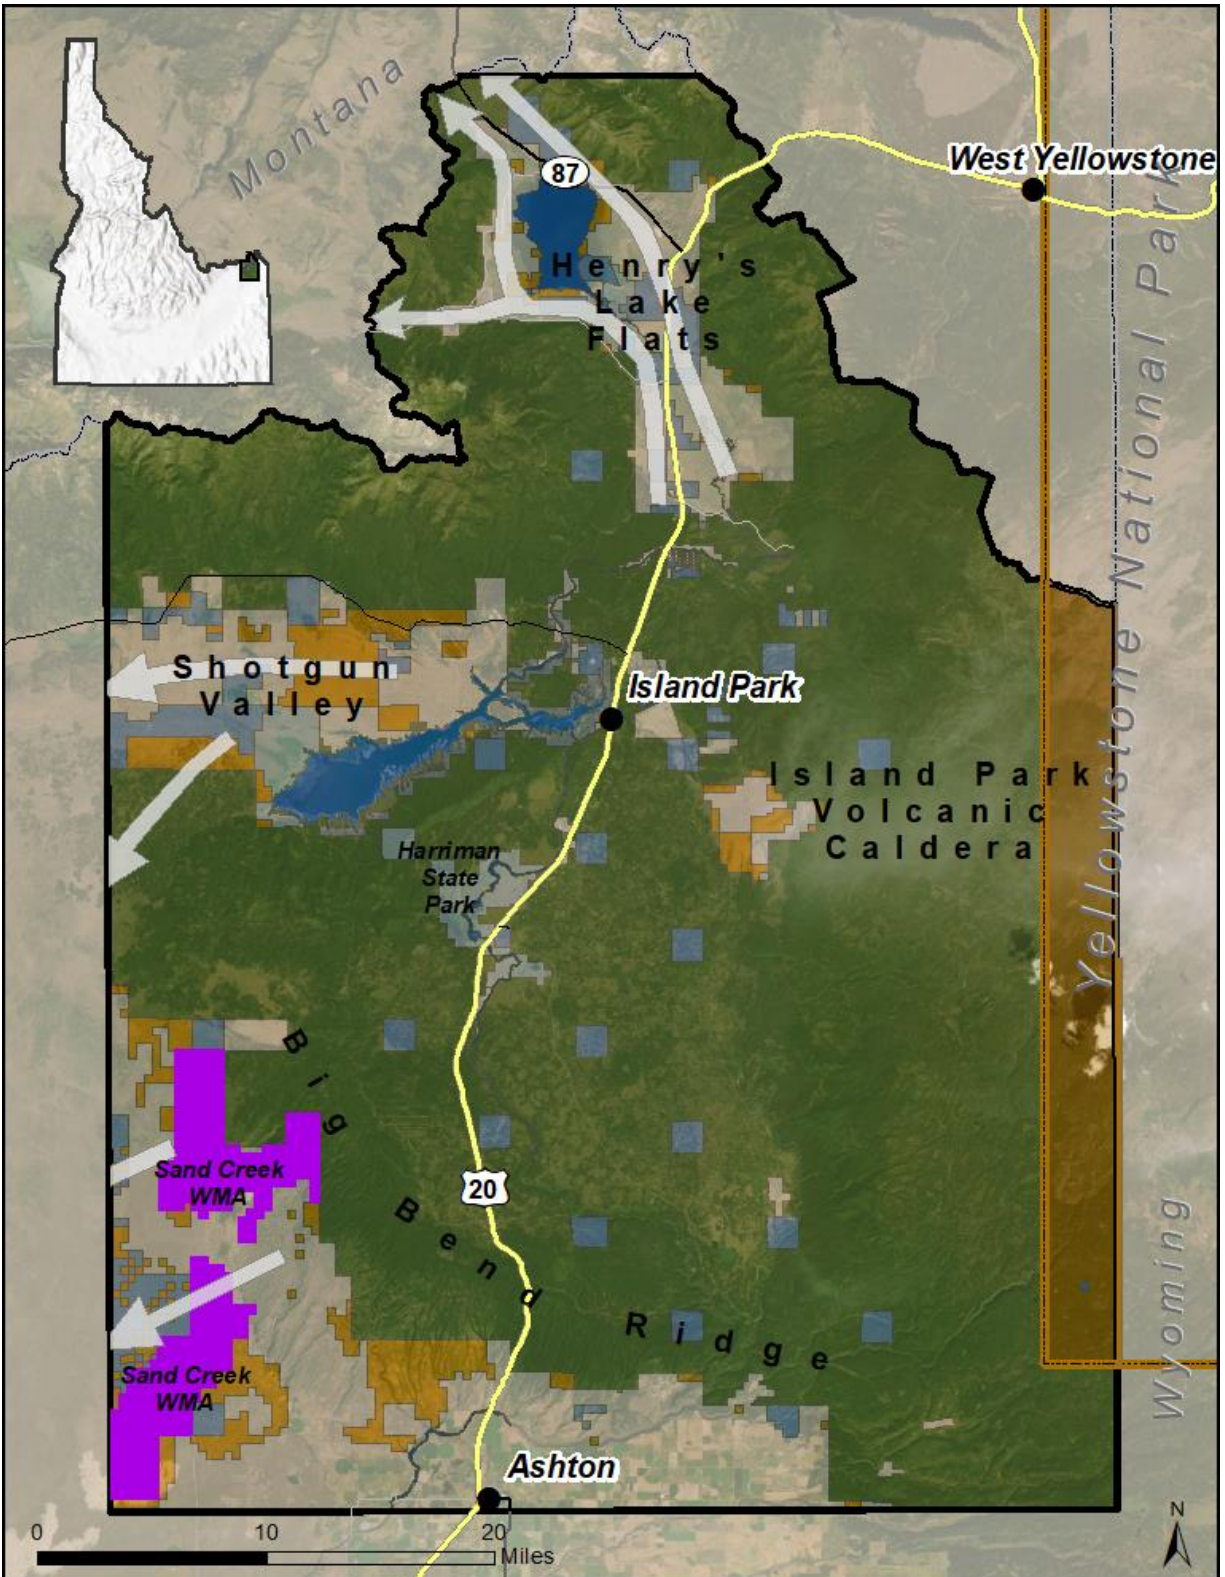 Montana
West Yellowstone
87
Henry's
Lake
Flats
Yellowstone National Park
Shotgun
Valley
Island Park
Island Park
Volcanic
Caldera
Harriman
State
Park
Big
Bend
Ridge
Sand Creek
WMA
20
Sand Creek
WMA
Wyoming
Ashton
N
0 10 20
Miles